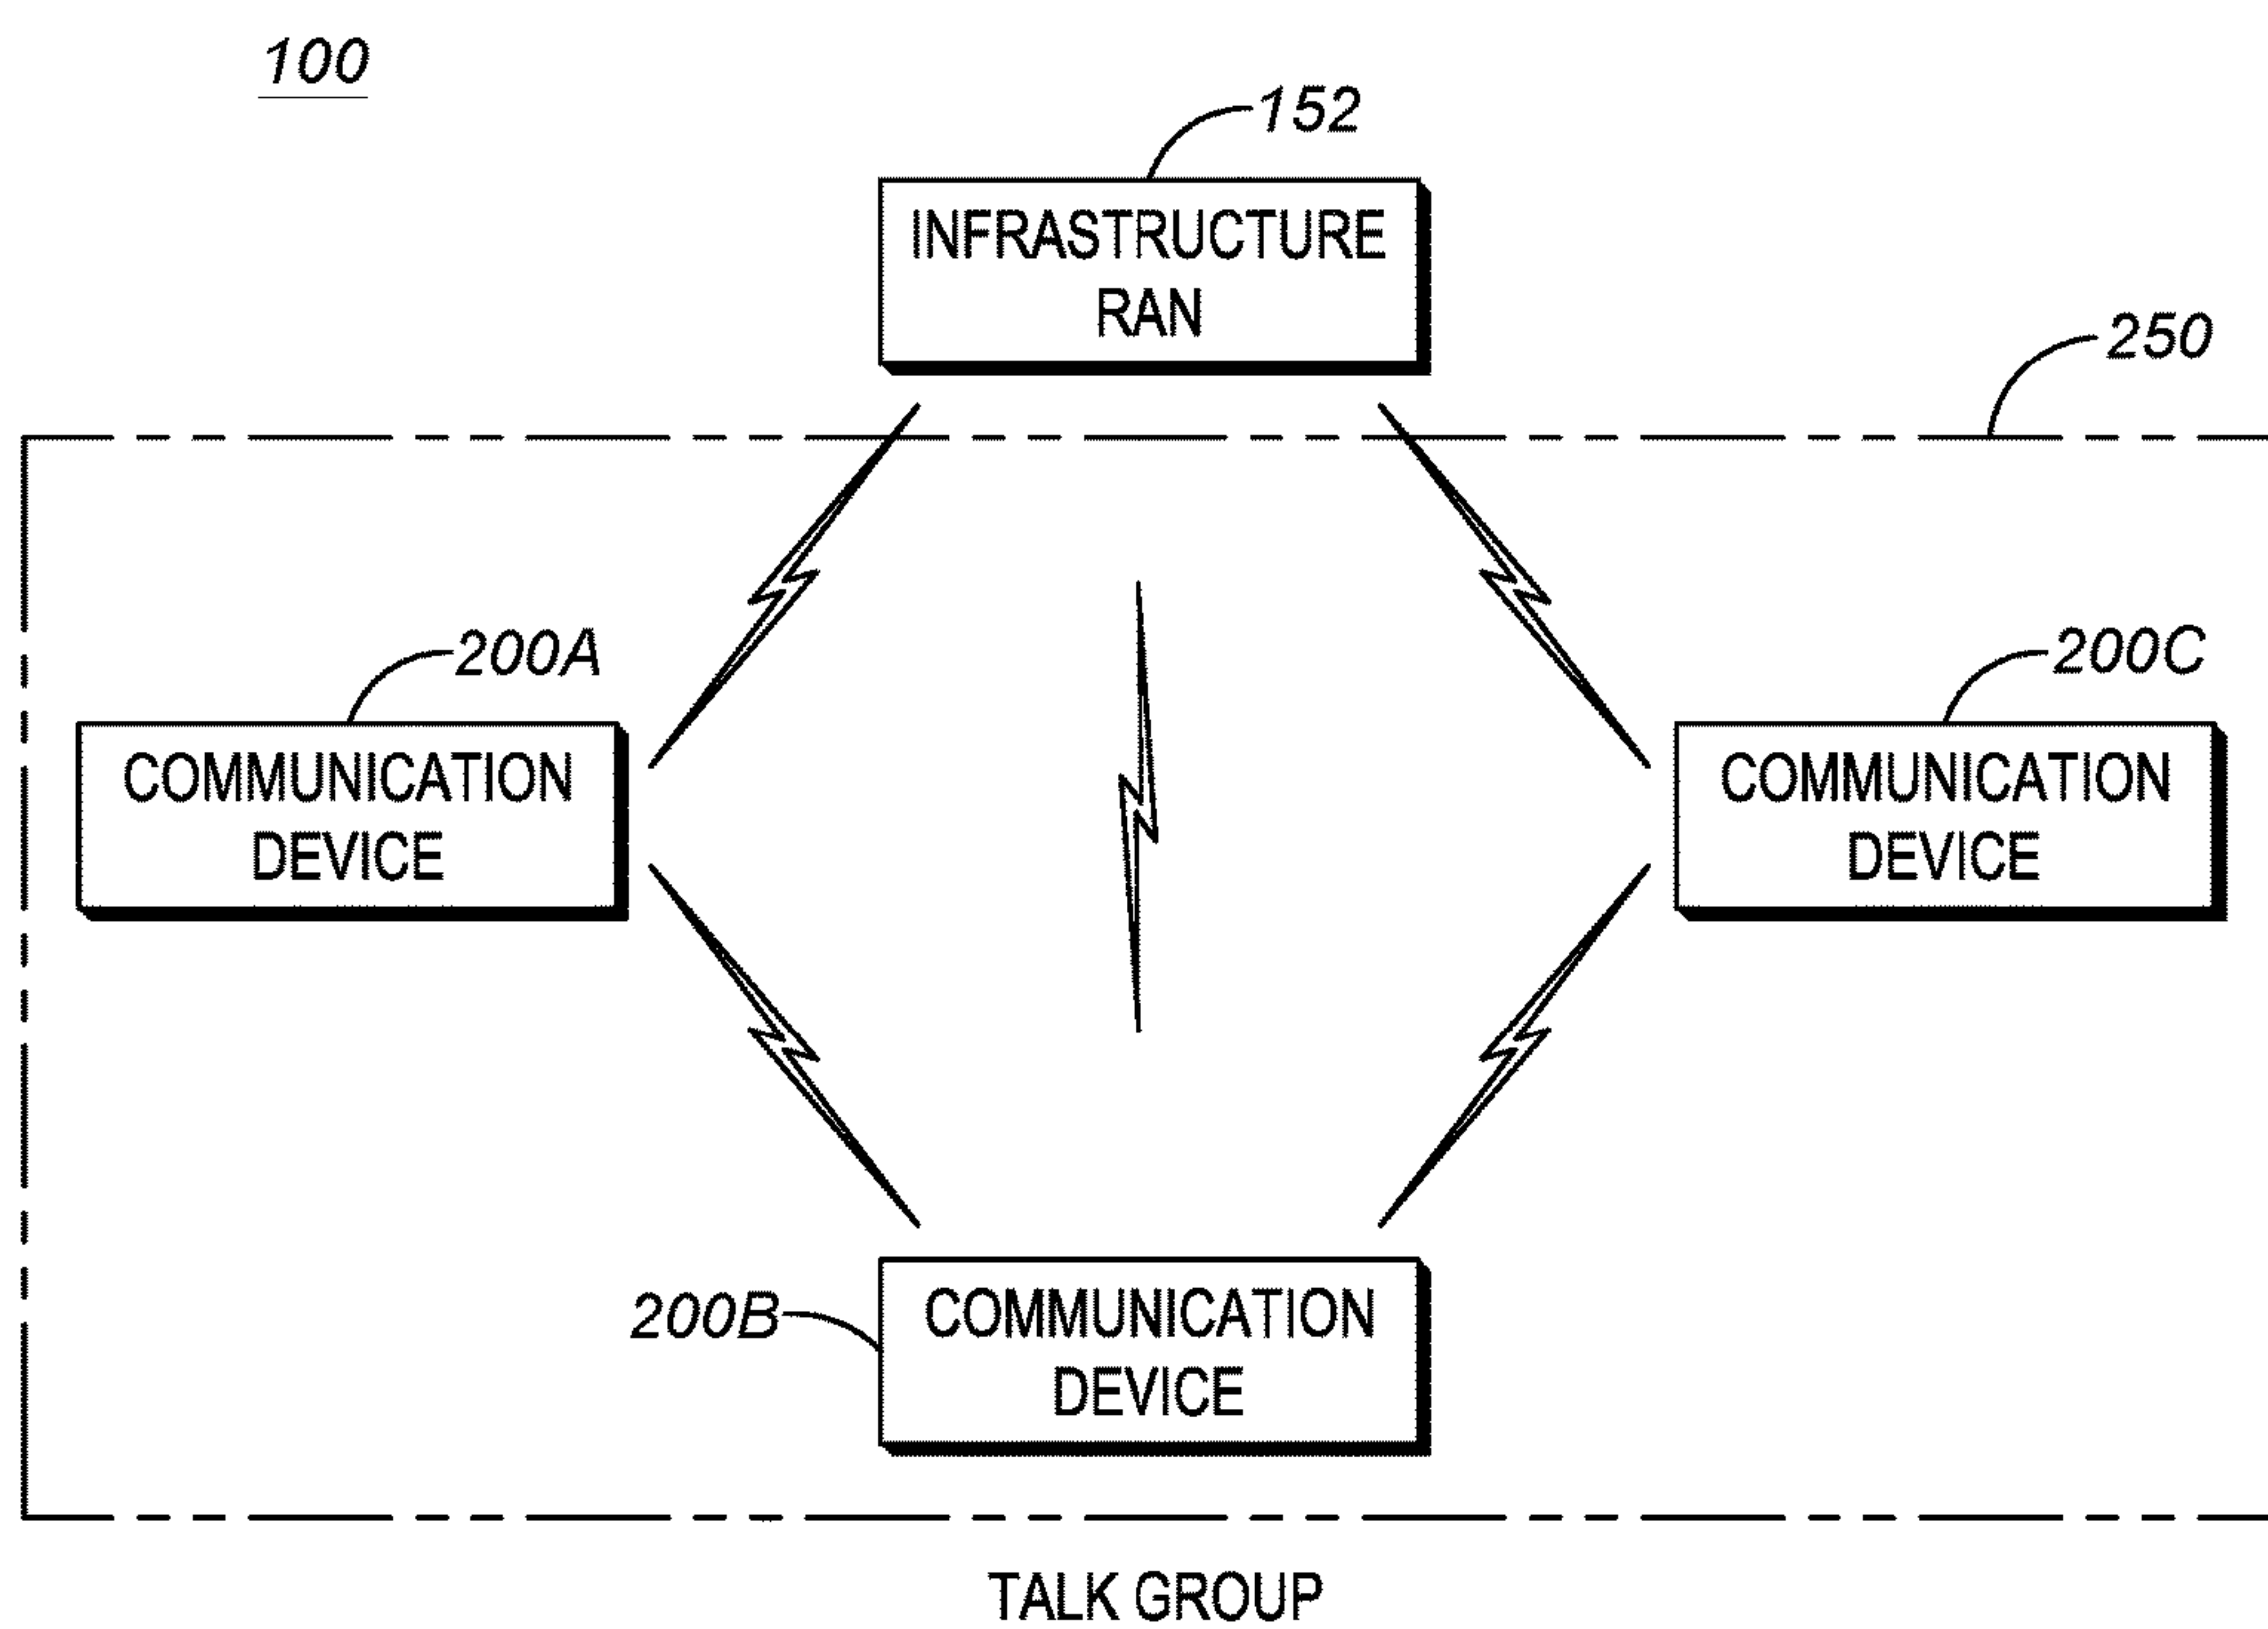 100
152
INFRASTRUCTURE
RAN
250
200A
200C
COMMUNICATION
DEVICE
COMMUNICATION
DEVICE
200B
COMMUNICATION
DEVICE
TALK GROUP